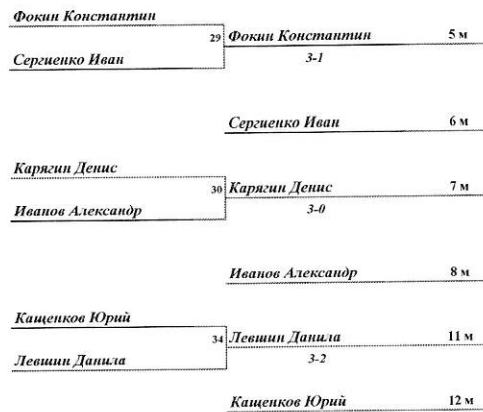 Фокин Константин
29 Фокин Константин 5 м
Сергиенко Иван 3-1
Сергиенко Иван 6 м
Карягин Денис
30 Карягин Денис 7 м
Иванов Александр 3-0
Иванов Александр 8 м
Кащенков Юрий
34 Левшин Данила 11 м
Левшин Данила 3-2
Кащенков Юрий 12 м